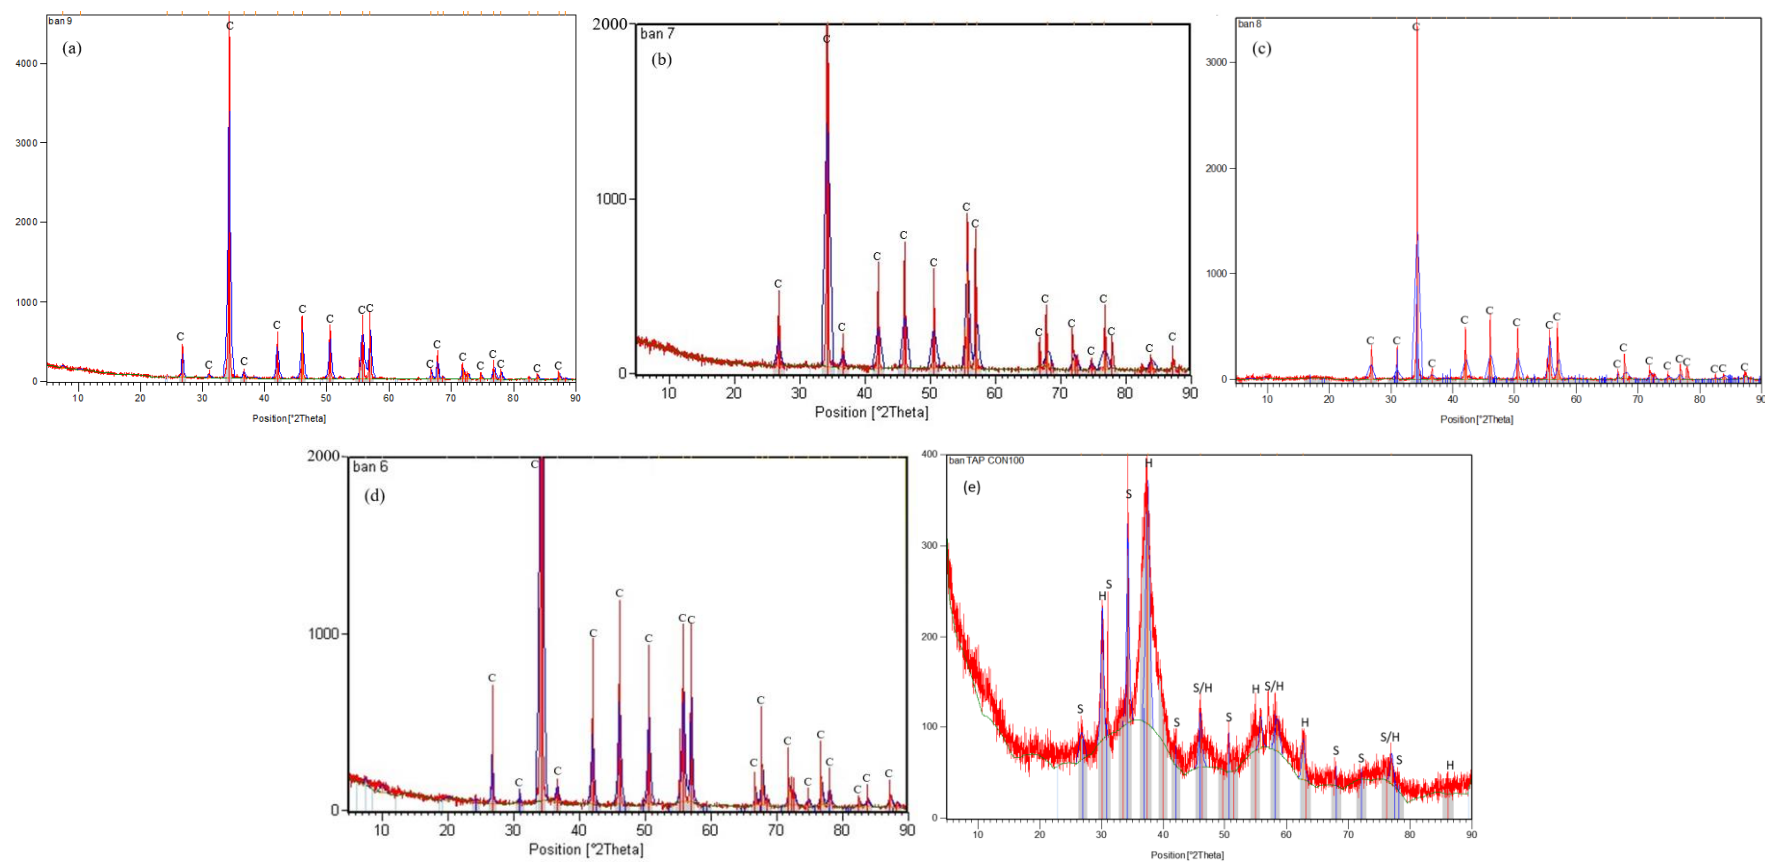 ban 9
(a)
C
4000
3000
2000
1000
0
C C C C C C C C C C C C C C C C C
10 20 30 40 50 60 70 80 90
Position [°2Theta]
2000
ban 7
(b)
C
1000
0
C C C C C C C C C C C C C C C
10 20 30 40 50 60 70 80 90
Position [°2Theta]
ban 8
(c)
C
3000
2000
1000
0
C C C C C C C C C C C C C C C C CC C
10 20 30 40 50 60 70 80 90
Position [°2Theta]
2000
ban 6
(d)
C
1000
0
C C C C C C C C C C C C C C C C C
10 20 30 40 50 60 70 80 90
Position [°2Theta]
400
ban TAP CON100
(e)
H
S
300
S
H
200
S/H
S
H
S/H
100
S
S
H
S
S
S/H
S
H
0
10 20 30 40 50 60 70 80 90
Position [°2Theta]